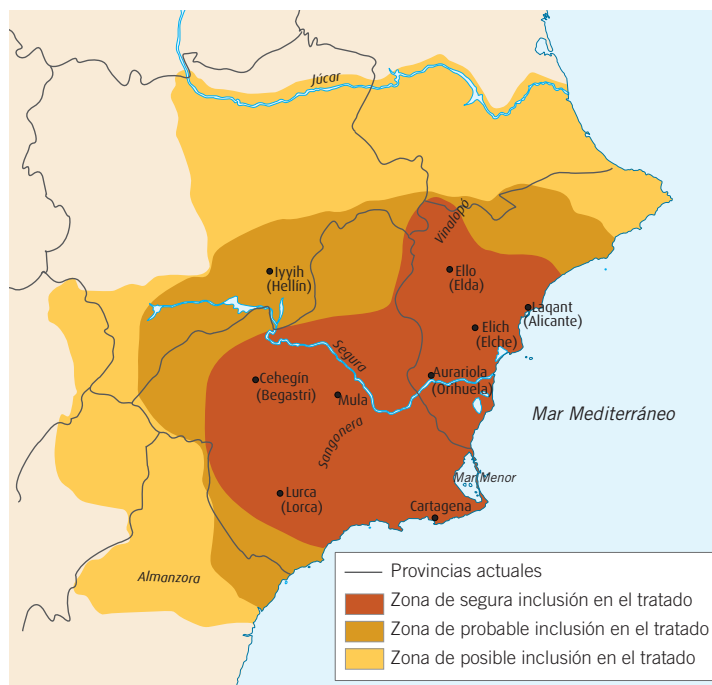 Júcar
Vinalopó
Iyyih
(Hellín)
Ello
(Elda)
Laqant
(Alicante)
Elich
(Elche)
Segura
Cehegín
(Begastri)
Mula
Aurariola
(Orihuela)
Mar Mediterráneo
Sangonera
Mar Menor
Lurca
(Lorca)
Cartagena
Almanzora
Provincias actuales
Zona de segura inclusión en el tratado
Zona de probable inclusión en el tratado
Zona de posible inclusión en el tratado